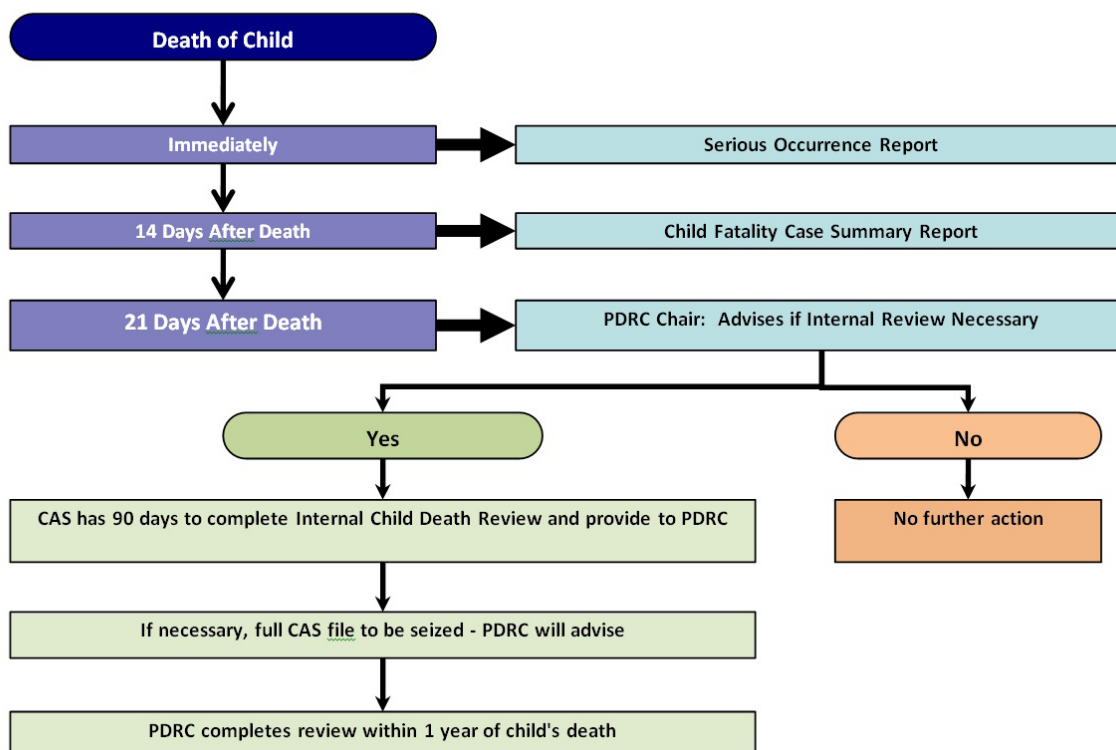 Death of Child
Immediately
Serious Occurrence Report
14 Days After Death
Child Fatality Case Summary Report
21 Days After Death
PDRC Chair: Advises if Internal Review Necessary
Yes
No
CAS has 90 days to complete Internal Child Death Review and provide to PDRC
No further action
If necessary, full CAS file to be seized - PDRC will advise
PDRC completes review within 1 year of child's death